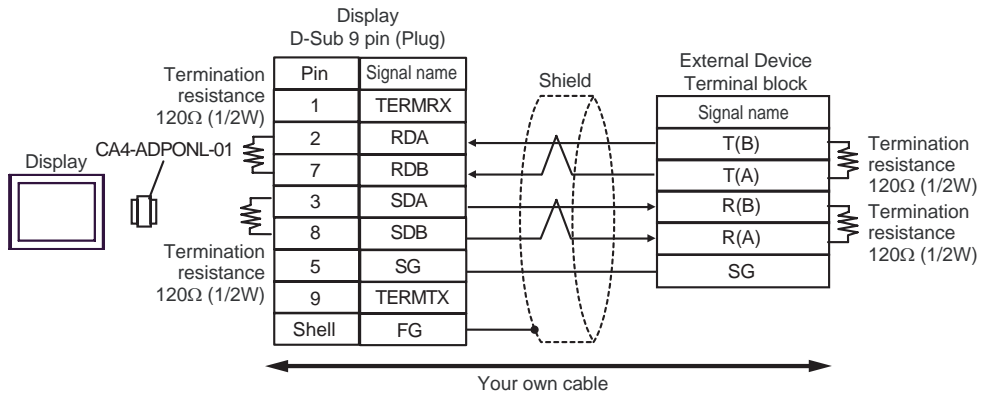 Display
D-Sub 9 pin (Plug)
Termination
resistance
120Ω (1/2W)
CA4-ADPONL-01
Display
Termination
resistance
120Ω (1/2W)
Pin Signal name
1 TERMRX
2 RDA
7 RDB
3 SDA
8 SDB
5 SG
9 TERMTX
Shell FG
Shield
External Device
Terminal block
Signal name
T(B)
T(A)
R(B)
R(A)
SG
Termination
resistance
120Ω (1/2W)
Termination
resistance
120Ω (1/2W)
Your own cable